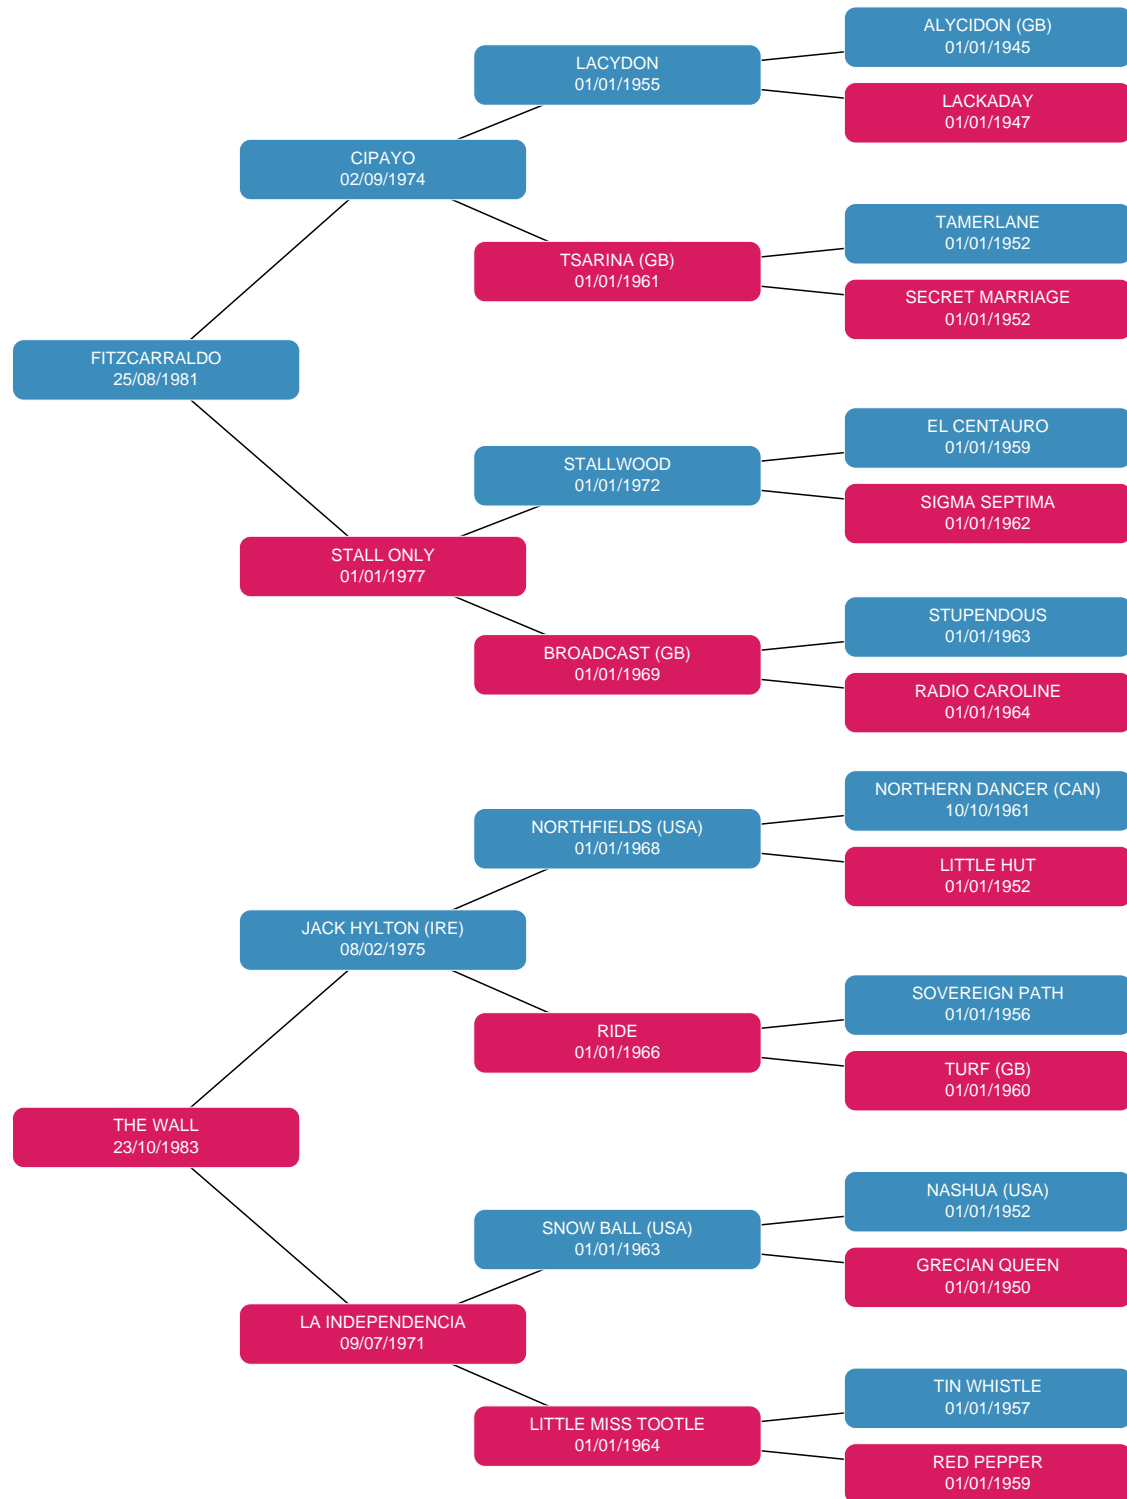 ALYCIDON (GB)
01/01/1945
LACYDON
01/01/1955
LACKADAY
01/01/1947
CIPAYO
02/09/1974
TAMERLANE
01/01/1952
TSARINA (GB)
01/01/1961
SECRET MARRIAGE
01/01/1952
FITZCARRALDO
25/08/1981
EL CENTAURO
01/01/1959
STALLWOOD
01/01/1972
SIGMA SEPTIMA
01/01/1962
STALL ONLY
01/01/1977
STUPENDOUS
01/01/1963
BROADCAST (GB)
01/01/1969
RADIO CAROLINE
01/01/1964
NORTHERN DANCER (CAN)
10/10/1961
NORTHFIELDS (USA)
01/01/1968
LITTLE HUT
01/01/1952
JACK HYLTON (IRE)
08/02/1975
SOVEREIGN PATH
01/01/1956
RIDE
01/01/1966
TURF (GB)
01/01/1960
THE WALL
23/10/1983
NASHUA (USA)
01/01/1952
SNOW BALL (USA)
01/01/1963
GRECIAN QUEEN
01/01/1950
LA INDEPENDENCIA
09/07/1971
TIN WHISTLE
01/01/1957
LITTLE MISS TOOTLE
01/01/1964
RED PEPPER
01/01/1959